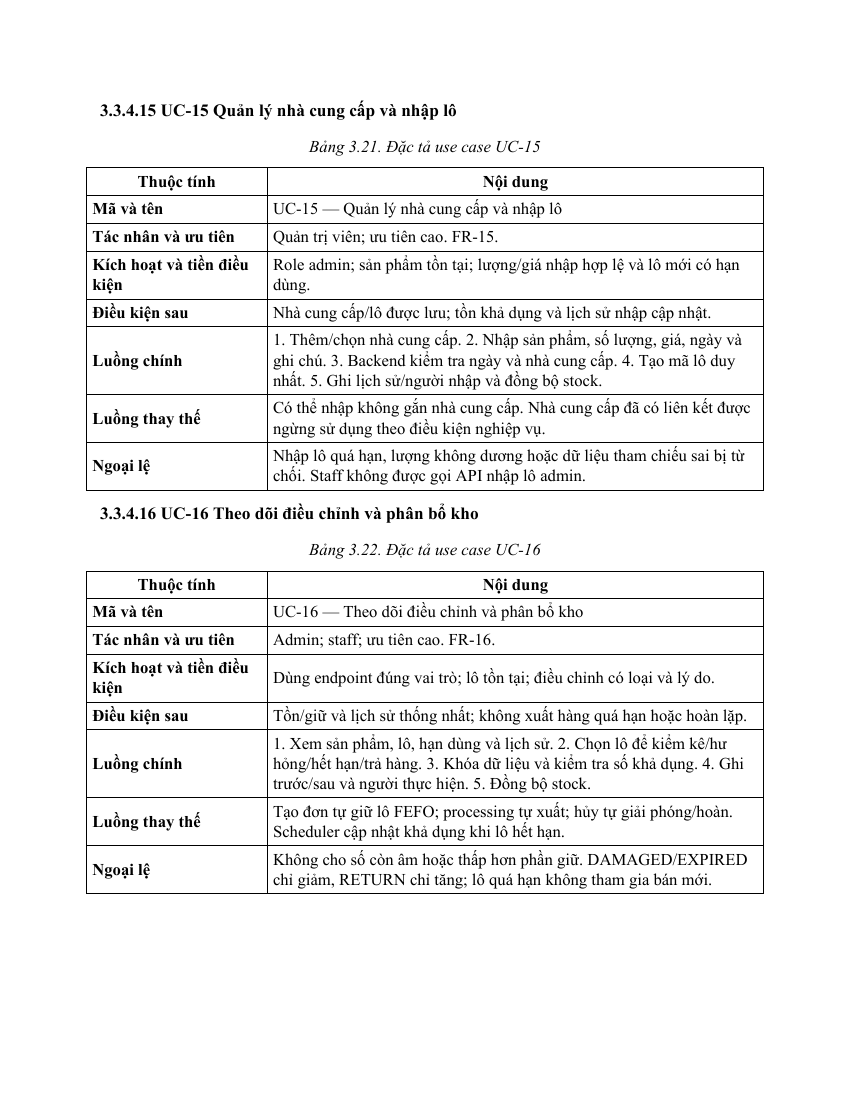 3.3.4.15 UC-15 Quản lý nhà cung cấp và nhập lô
Bảng 3.21. Đặc tả use case UC-15
Thuộc tính Nội dung
Mã và tên UC-15 — Quản lý nhà cung cấp và nhập lô
Tác nhân và ưu tiên Quản trị viên; ưu tiên cao. FR-15.
Kích hoạt và tiền điều
kiện
Role admin; sản phẩm tồn tại; lượng/giá nhập hợp lệ và lô mới có hạn
dùng.
Điều kiện sau Nhà cung cấp/lô được lưu; tồn khả dụng và lịch sử nhập cập nhật.
Luồng chính
1. Thêm/chọn nhà cung cấp. 2. Nhập sản phẩm, số lượng, giá, ngày và
ghi chú. 3. Backend kiểm tra ngày và nhà cung cấp. 4. Tạo mã lô duy
nhất. 5. Ghi lịch sử/người nhập và đồng bộ stock.
Luồng thay thế
Có thể nhập không gắn nhà cung cấp. Nhà cung cấp đã có liên kết được
ngừng sử dụng theo điều kiện nghiệp vụ.
Ngoại lệ
Nhập lô quá hạn, lượng không dương hoặc dữ liệu tham chiếu sai bị từ
chối. Staff không được gọi API nhập lô admin.
3.3.4.16 UC-16 Theo dõi điều chỉnh và phân bổ kho
Bảng 3.22. Đặc tả use case UC-16
Thuộc tính Nội dung
Mã và tên UC-16 — Theo dõi điều chỉnh và phân bổ kho
Tác nhân và ưu tiên Admin; staff; ưu tiên cao. FR-16.
Kích hoạt và tiền điều
kiện
Dùng endpoint đúng vai trò; lô tồn tại; điều chỉnh có loại và lý do.
Điều kiện sau Tồn/giữ và lịch sử thống nhất; không xuất hàng quá hạn hoặc hoàn lặp.
Luồng chính
1. Xem sản phẩm, lô, hạn dùng và lịch sử. 2. Chọn lô để kiểm kê/hư
hỏng/hết hạn/trả hàng. 3. Khóa dữ liệu và kiểm tra số khả dụng. 4. Ghi
trước/sau và người thực hiện. 5. Đồng bộ stock.
Luồng thay thế
Tạo đơn tự giữ lô FEFO; processing tự xuất; hủy tự giải phóng/hoàn.
Scheduler cập nhật khả dụng khi lô hết hạn.
Ngoại lệ
Không cho số còn âm hoặc thấp hơn phần giữ. DAMAGED/EXPIRED
chỉ giảm, RETURN chỉ tăng; lô quá hạn không tham gia bán mới.